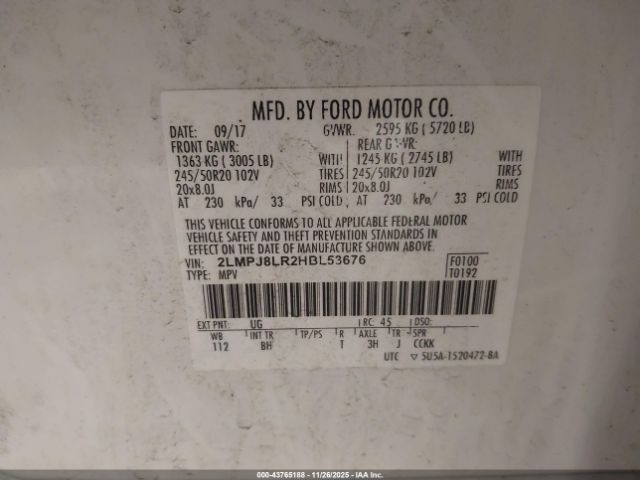 MFD. BY FORD MOTOR CO.
DATE: 09/17 GVWR: 2595 KG ( 5720 LB)
FRONT GAWR: REAR GAWR:
1363 KG ( 3005 LB) WITH 1245 KG ( 2745 LB) WITH
245/50R20 102V TIRES 245/50R20 102V TIRES
20x8.0J RIMS 20x8.0J RIMS
AT 230 kPa/ 33 PSI COLD, AT 230 kPa/ 33 PSI COLD
THIS VEHICLE CONFORMS TO ALL APPLICABLE FEDERAL MOTOR
VEHICLE SAFETY AND THEFT PREVENTION STANDARDS IN
EFFECT ON THE DATE OF MANUFACTURE SHOWN ABOVE.
VIN: 2LMPJ8LR2HBL53676 F0100
TYPE: MPV T0192
EXT PNT: UG RC: 45 DSO:
WB INT TR TP/PS R AXLE TR SPR
112 BH T 3H J CCKK
UTC ▽ 5U5A-1520472-BA
000-43765188 - 11/26/2025 - IAA Inc.